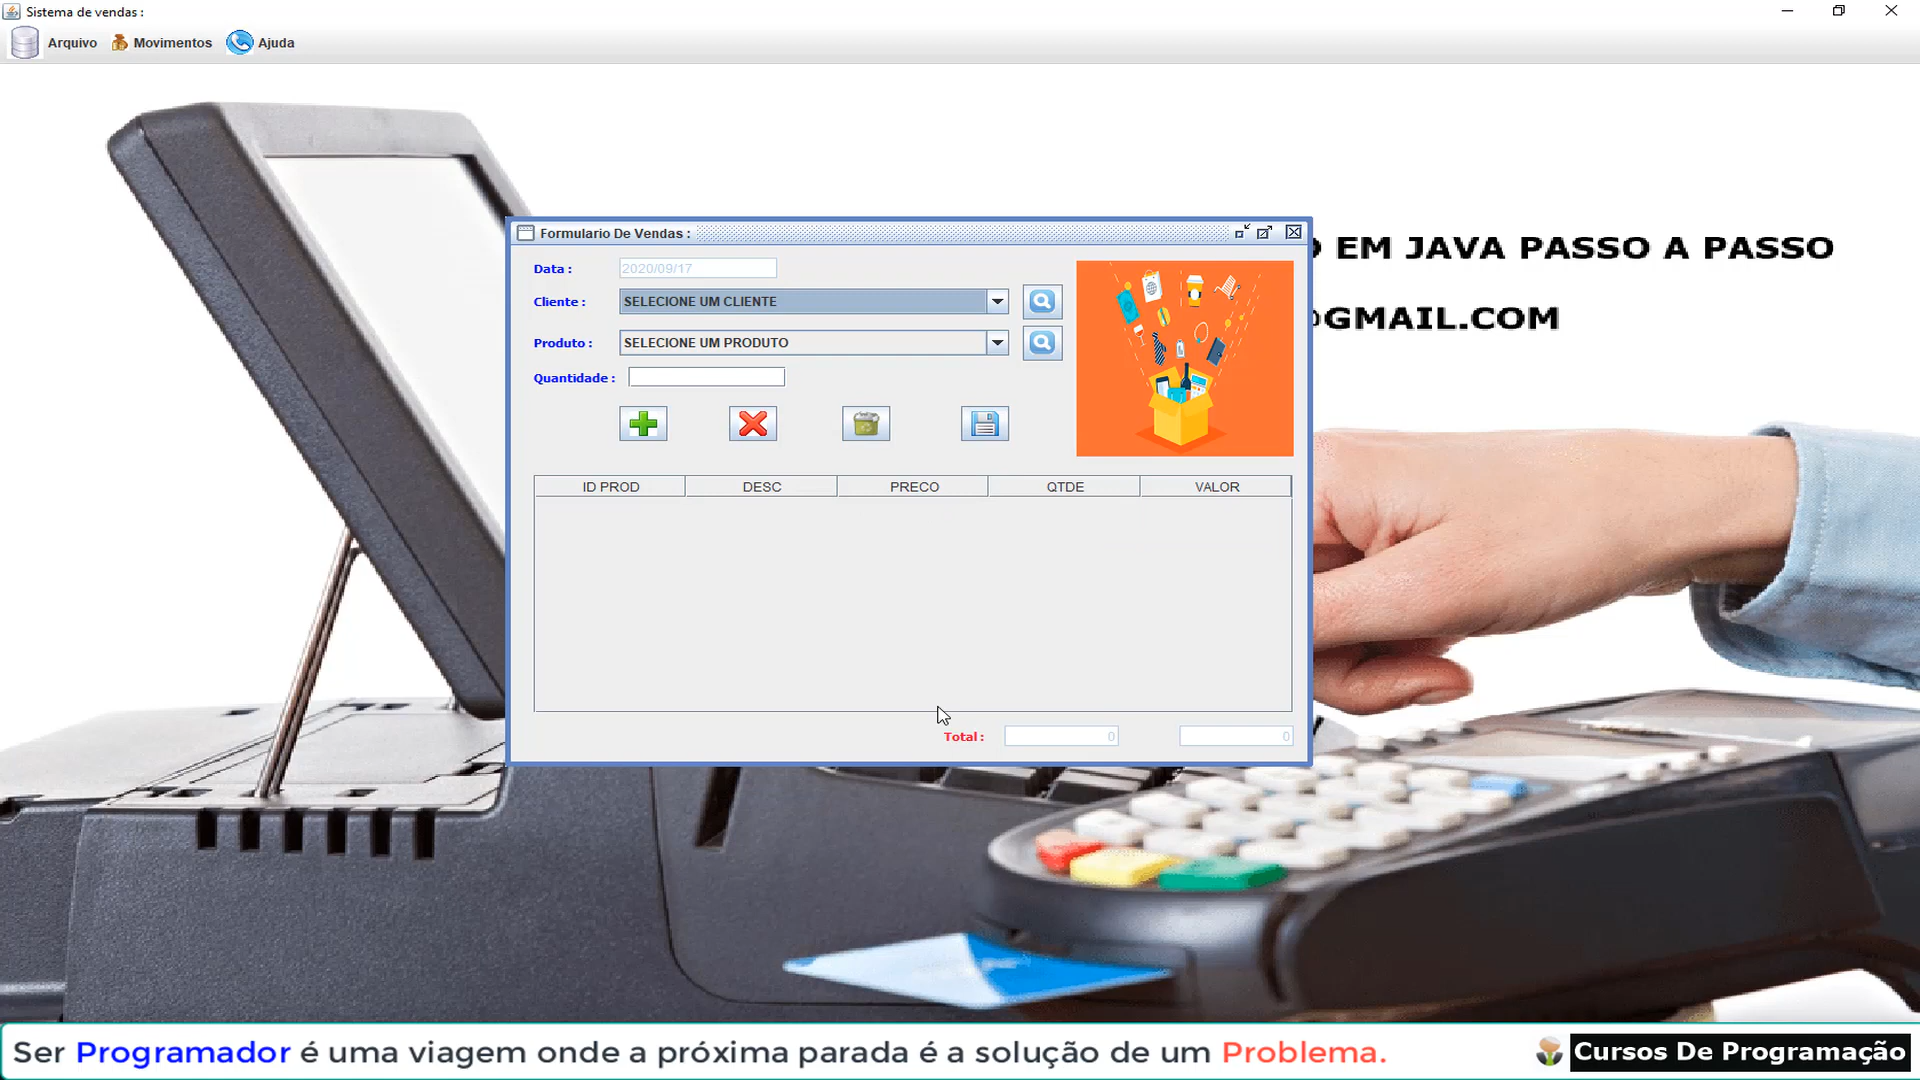 Sistema de vendas :
Arquivo Movimentos Ajuda
EM JAVA PASSO A PASSO
GMAIL.COM
Formulario De Vendas :
Data : 2020/09/17
Cliente : SELECIONE UM CLIENTE
Produto : SELECIONE UM PRODUTO
Quantidade :
ID PROD DESC PRECO QTDE VALOR
Total : 0 0
Ser Programador é uma viagem onde a próxima parada é a solução de um Problema.
Cursos De Programação